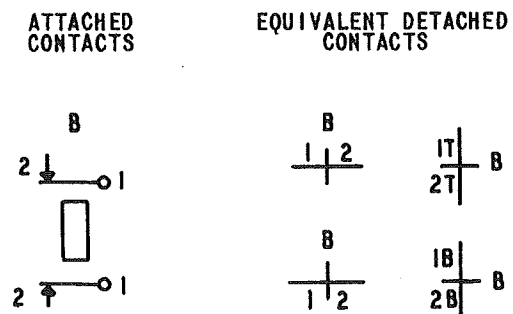 ATTACHED
CONTACTS
EQUIVALENT DETACHED
CONTACTS
B
2
1
2
1
B
1 2
1T
2T
B
B
1 2
1B
2B
B